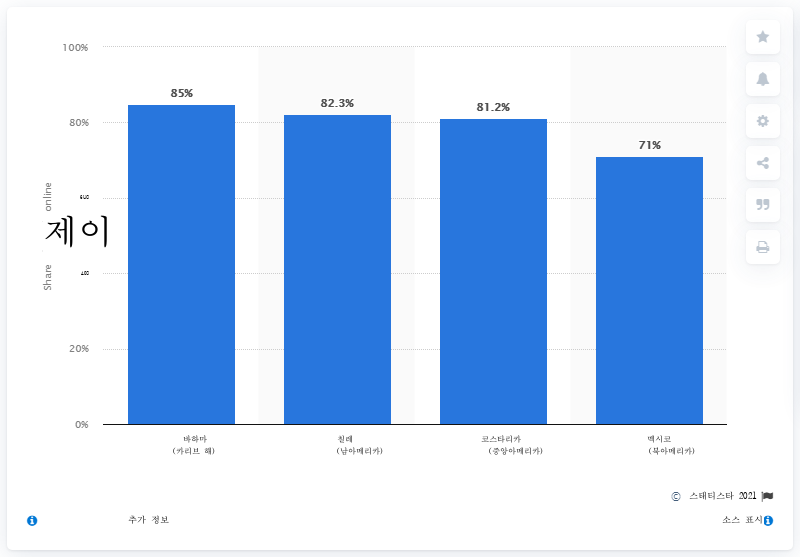 100%
80%
20%
0%
Share
제이
online
85%
82.3%
81.2%
71%
바하마
(카리브 해)
칠레
(남아메리카)
코스타리카
(중앙아메리카)
멕시코
(북아메리카)
© 스태티스타 2021
추가 정보
소스 표시